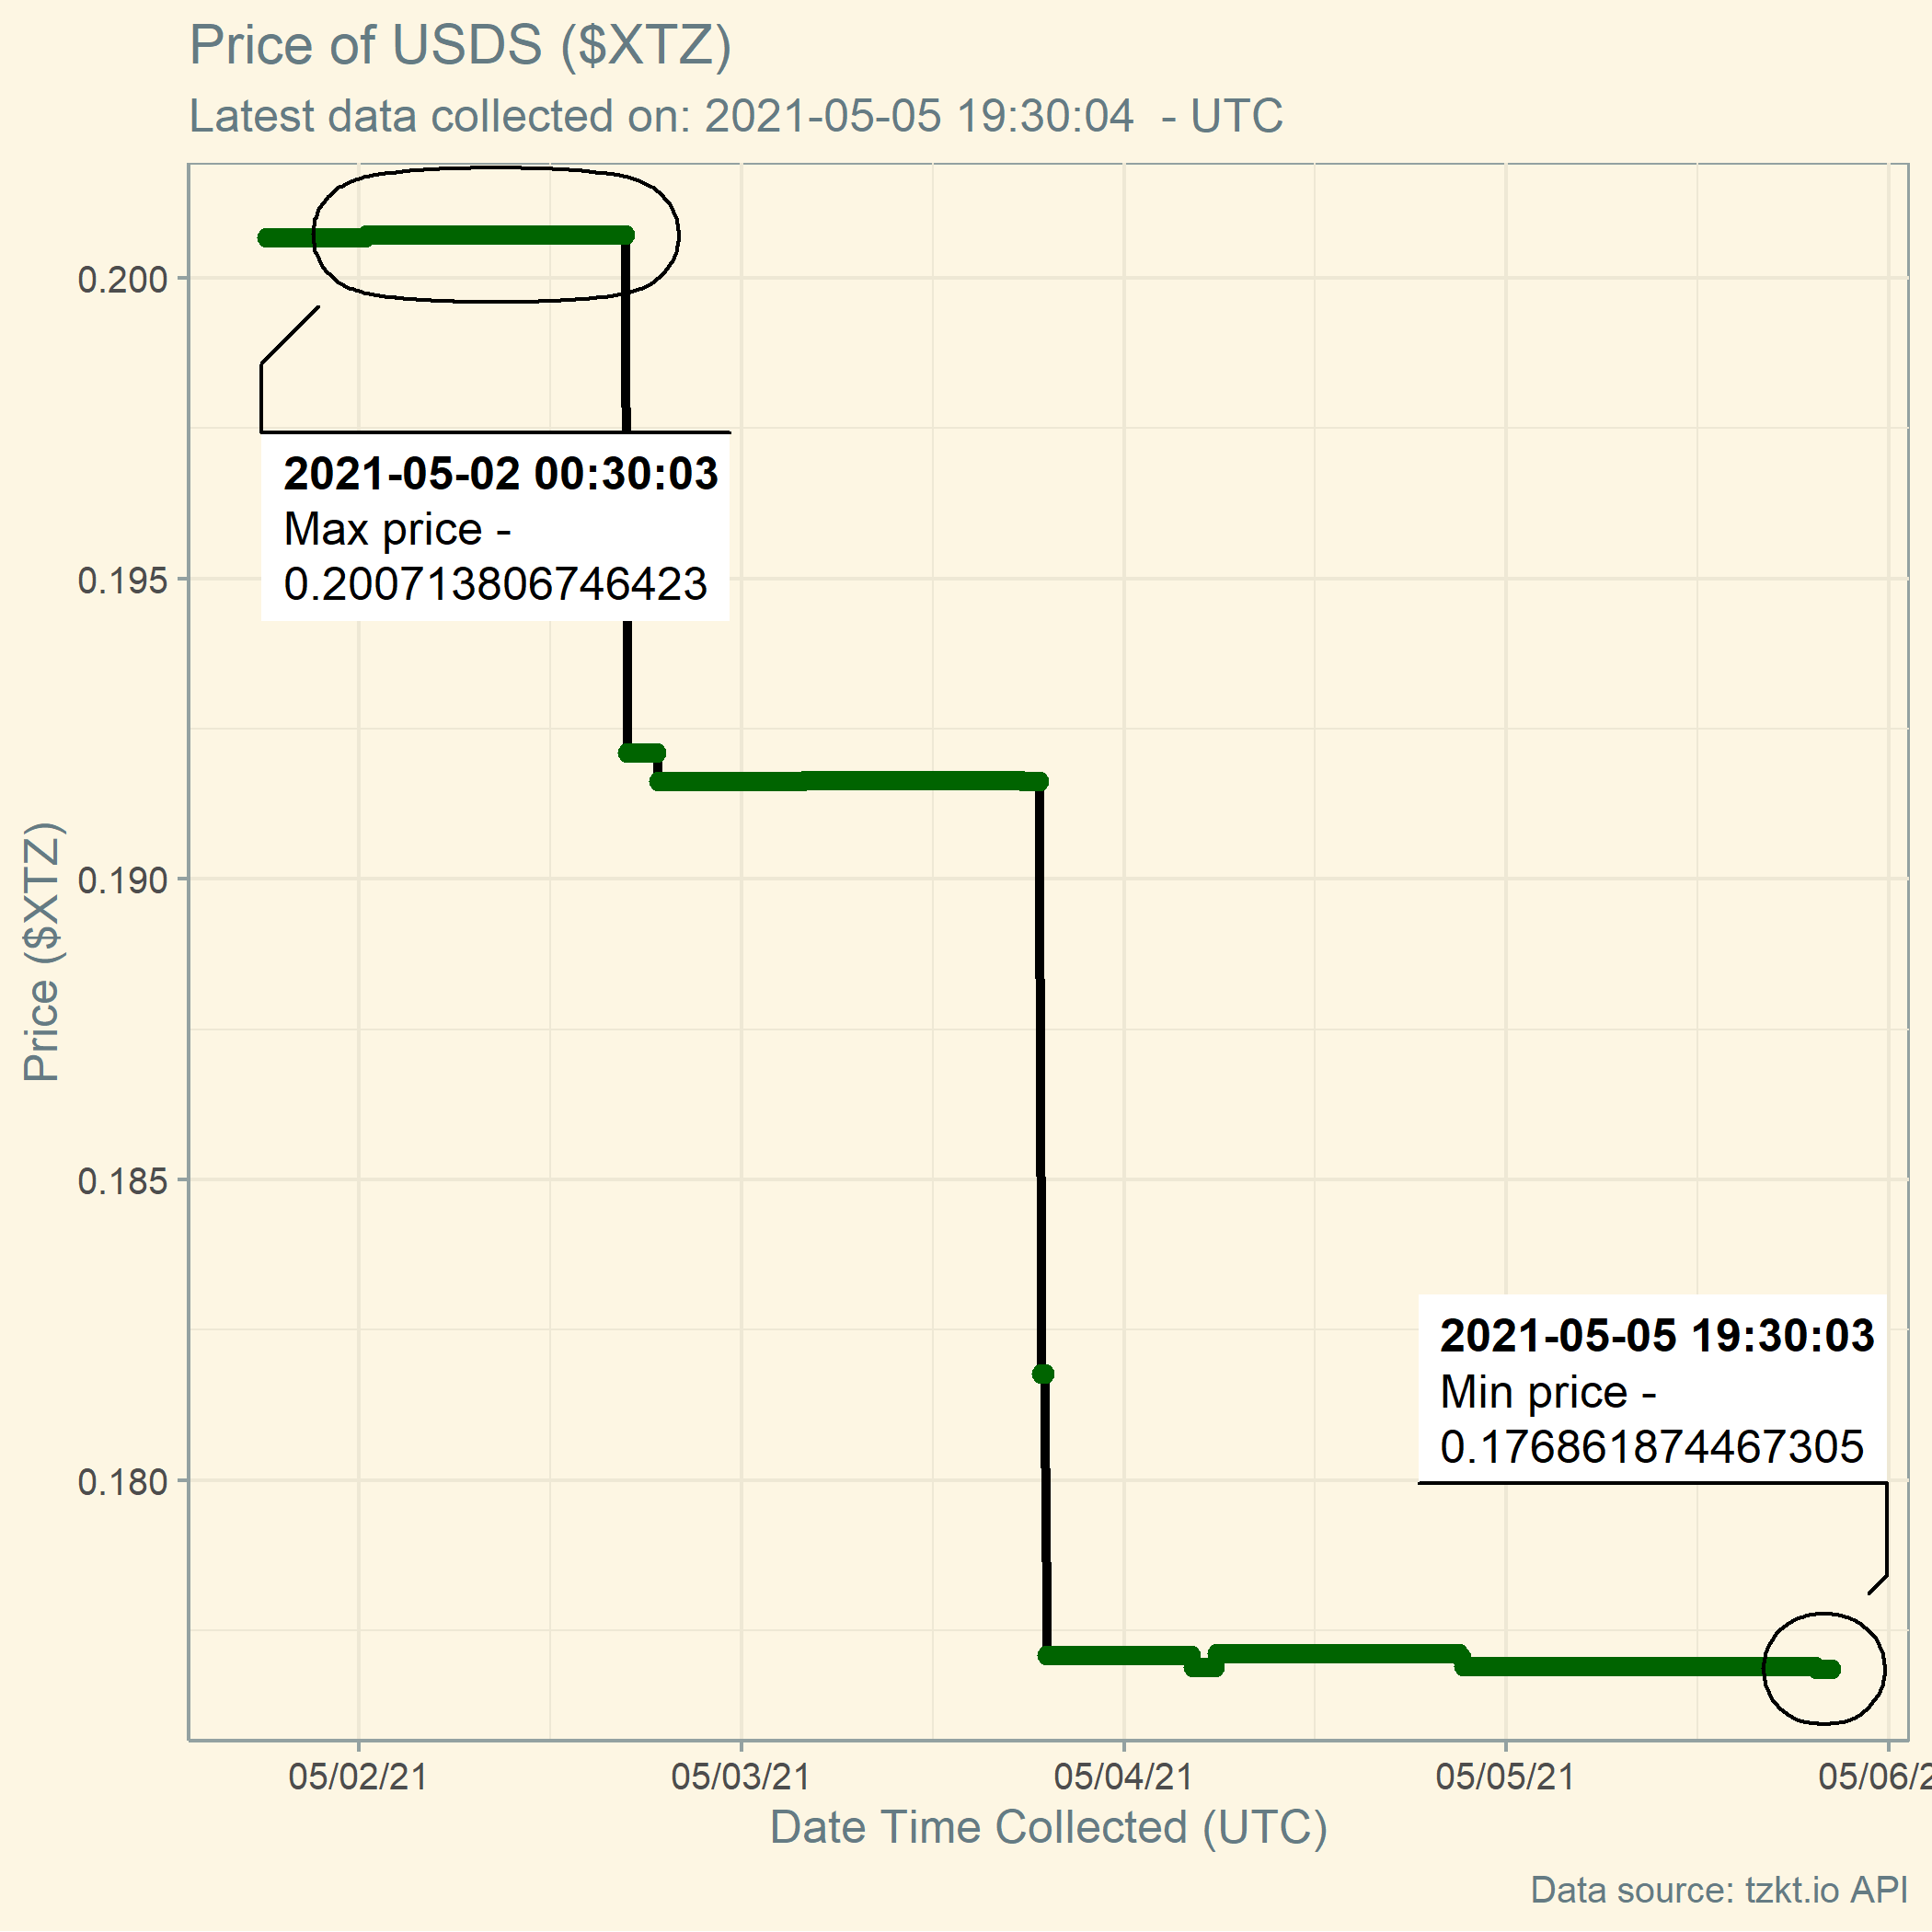 Price of USDS ($XTZ)
Latest data collected on: 2021-05-05 19:30:04  - UTC
0.200
0.195
0.190
0.185
0.180
Price ($XTZ)
2021-05-02 00:30:03
Max price -
0.200713806746423
2021-05-05 19:30:03
Min price -
0.176861874467305
05/02/21
05/03/21
05/04/21
05/05/21
05/06/2
Date Time Collected (UTC)
Data source: tzkt.io API